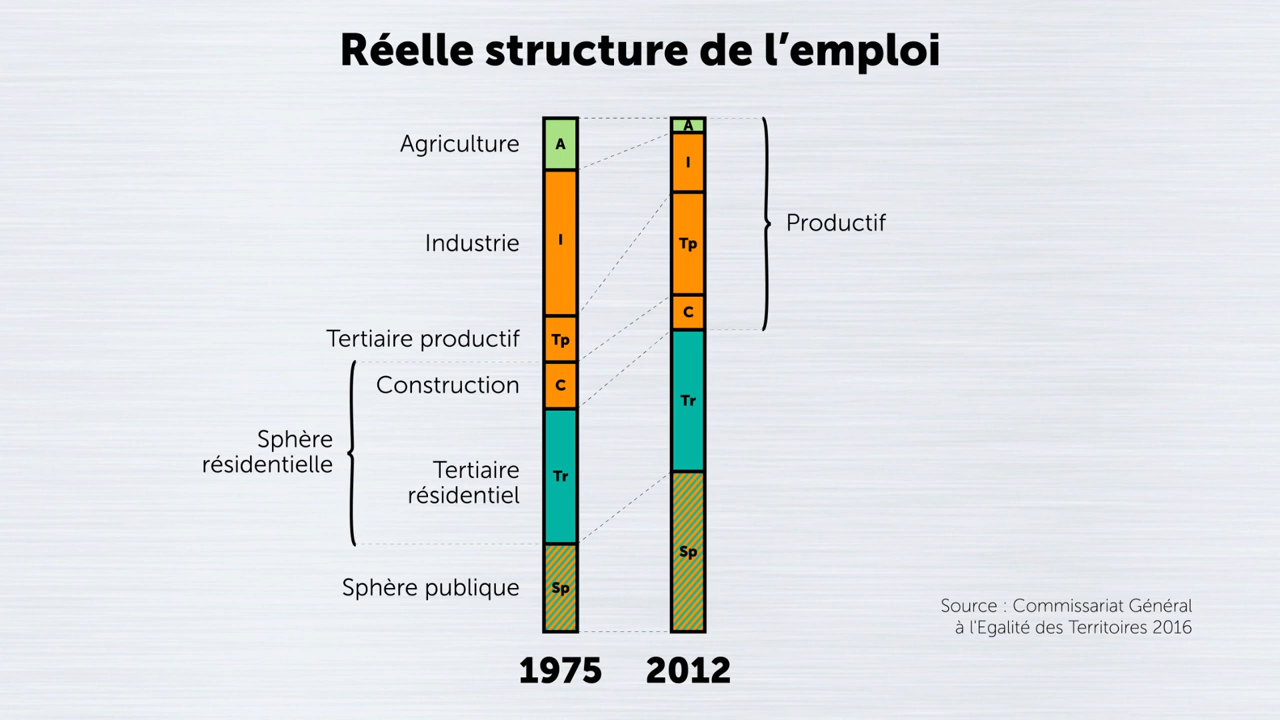 Réelle structure de l’emploi
Agriculture
Industrie
Tertiaire productif
Construction
Sphère
résidentielle
Tertiaire
résidentiel
Sphère publique
A
I
Tp
C
Tr
Sp
A
I
Tp
C
Tr
Sp
Productif
1975
2012
Source : Commissariat Général
à l'Egalité des Territoires 2016